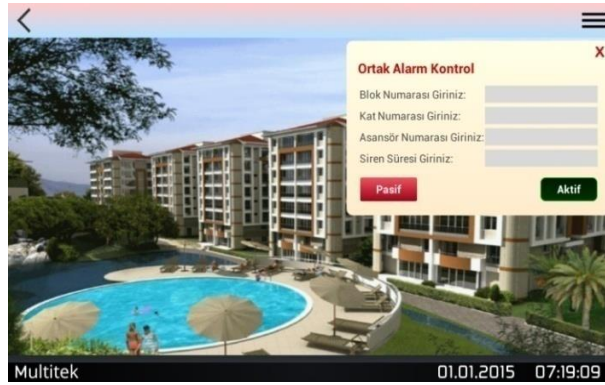 X
Ortak Alarm Kontrol
Blok Numarası Giriniz:
Kat Numarası Giriniz:
Asansör Numarası Giriniz:
Siren Süresi Giriniz:
Pasif Aktif
Multitek 01.01.2015 07:19:09